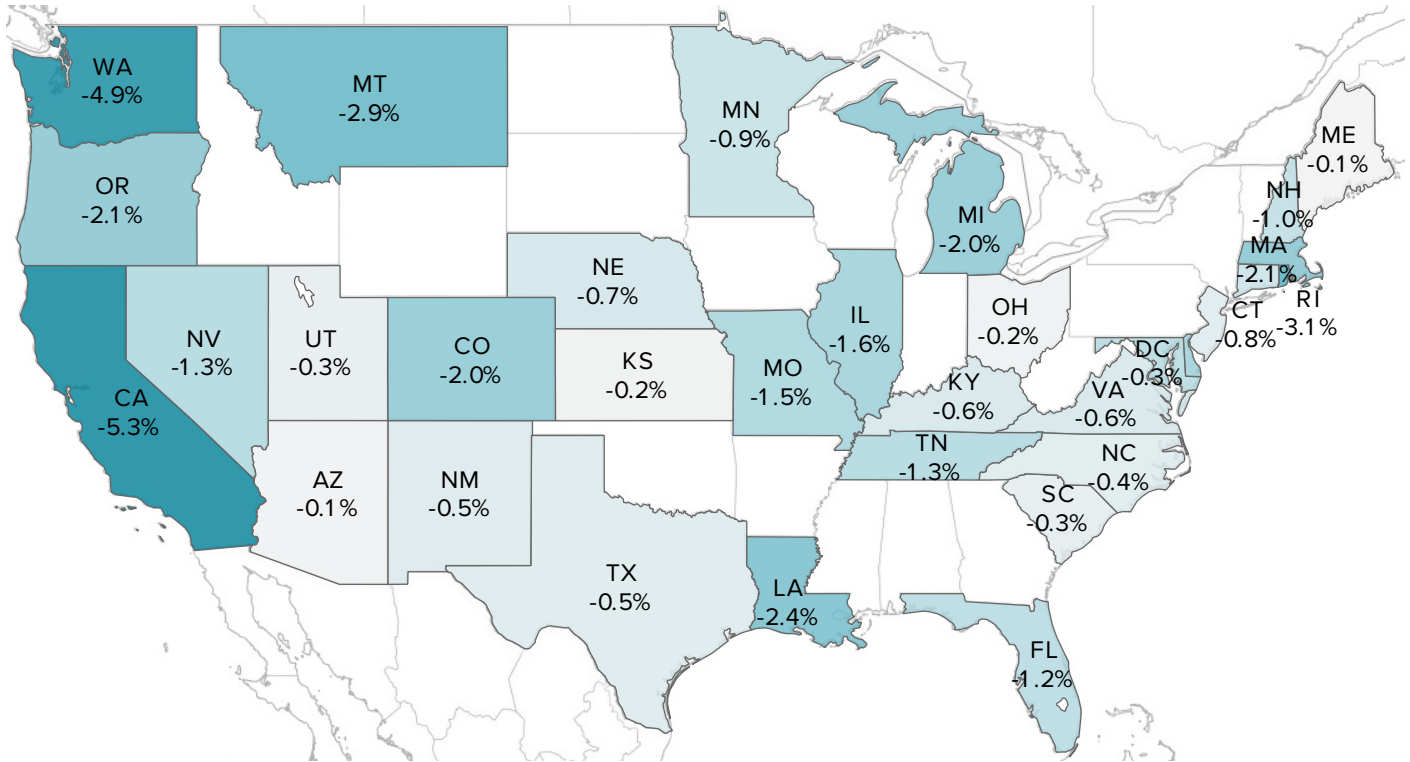 WA
-4.9%
MT
-2.9%
MN
-0.9%
ME
-0.1%
OR
-2.1%
NH
-1.0%
MI
-2.0%
MA
-2.1%
NE
-0.7%
RI
-3.1%
CT
-0.8%
IL
-1.6%
OH
-0.2%
NV
-1.3%
UT
-0.3%
CO
-2.0%
KS
-0.2%
MO
-1.5%
DC
-0.3%
CA
-5.3%
KY
-0.6%
VA
-0.6%
TN
-1.3%
NC
-0.4%
AZ
-0.1%
NM
-0.5%
SC
-0.3%
TX
-0.5%
LA
-2.4%
FL
-1.2%